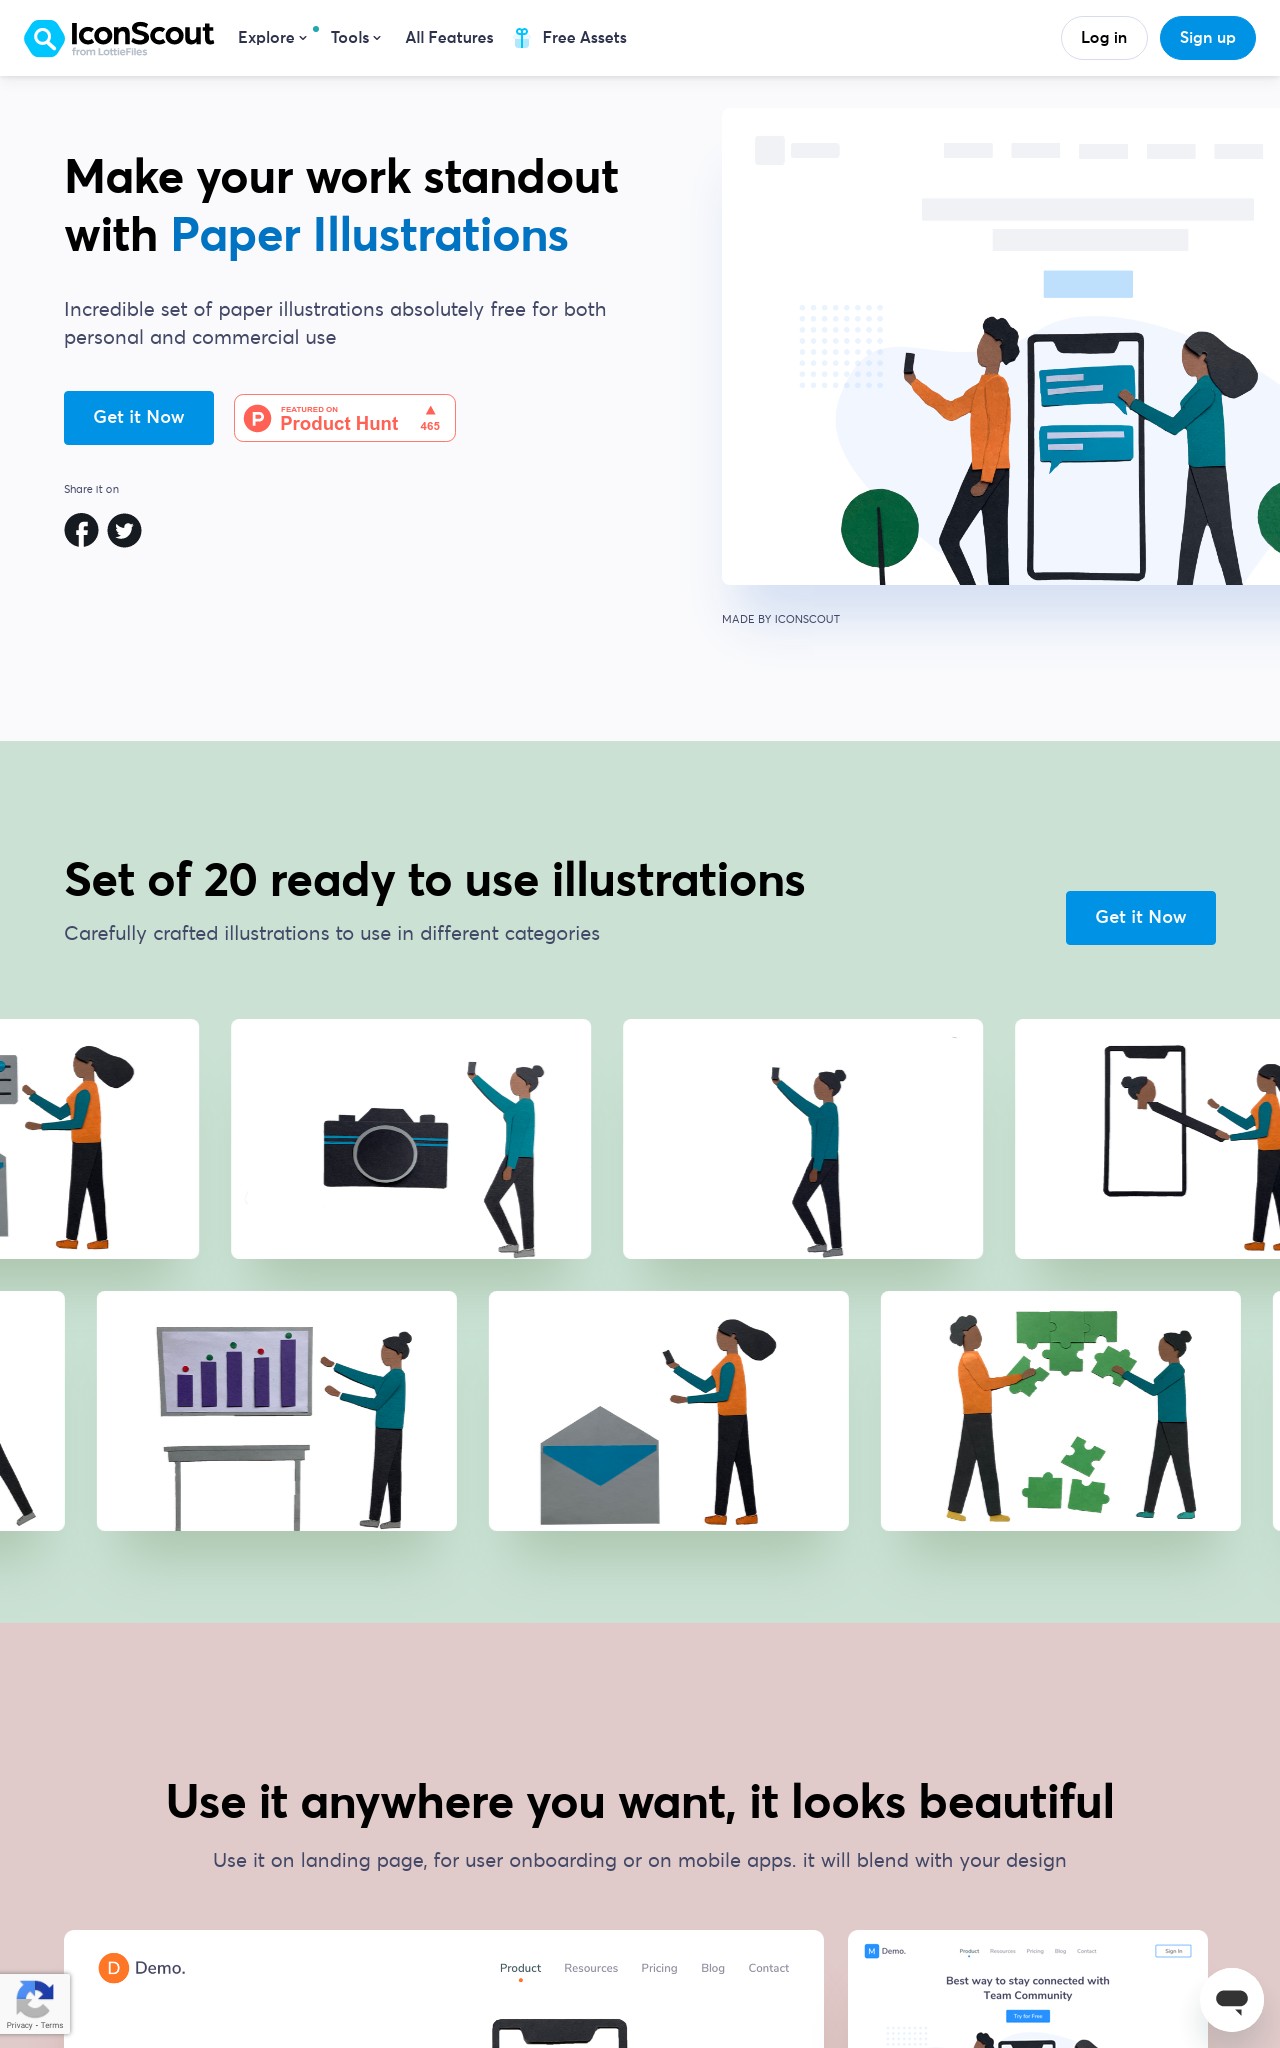 IconScout
from LottieFiles
Explore
Tools
All Features
Free Assets
Log in
Sign up
Make your work standout
with Paper Illustrations
Incredible set of paper illustrations absolutely free for both
personal and commercial use
Get it Now
FEATURED ON
Product Hunt
465
Share it on
MADE BY ICONSCOUT
Set of 20 ready to use illustrations
Carefully crafted illustrations to use in different categories
Get it Now
Use it anywhere you want, it looks beautiful
Use it on landing page, for user onboarding or on mobile apps. it will blend with your design
D Demo.
Product
Resources
Pricing
Blog
Contact
M Demo.
Product
Resources
Pricing
Blog
Contact
Sign In
Best way to stay connected with
Team Community
Try for Free
Privacy - Terms